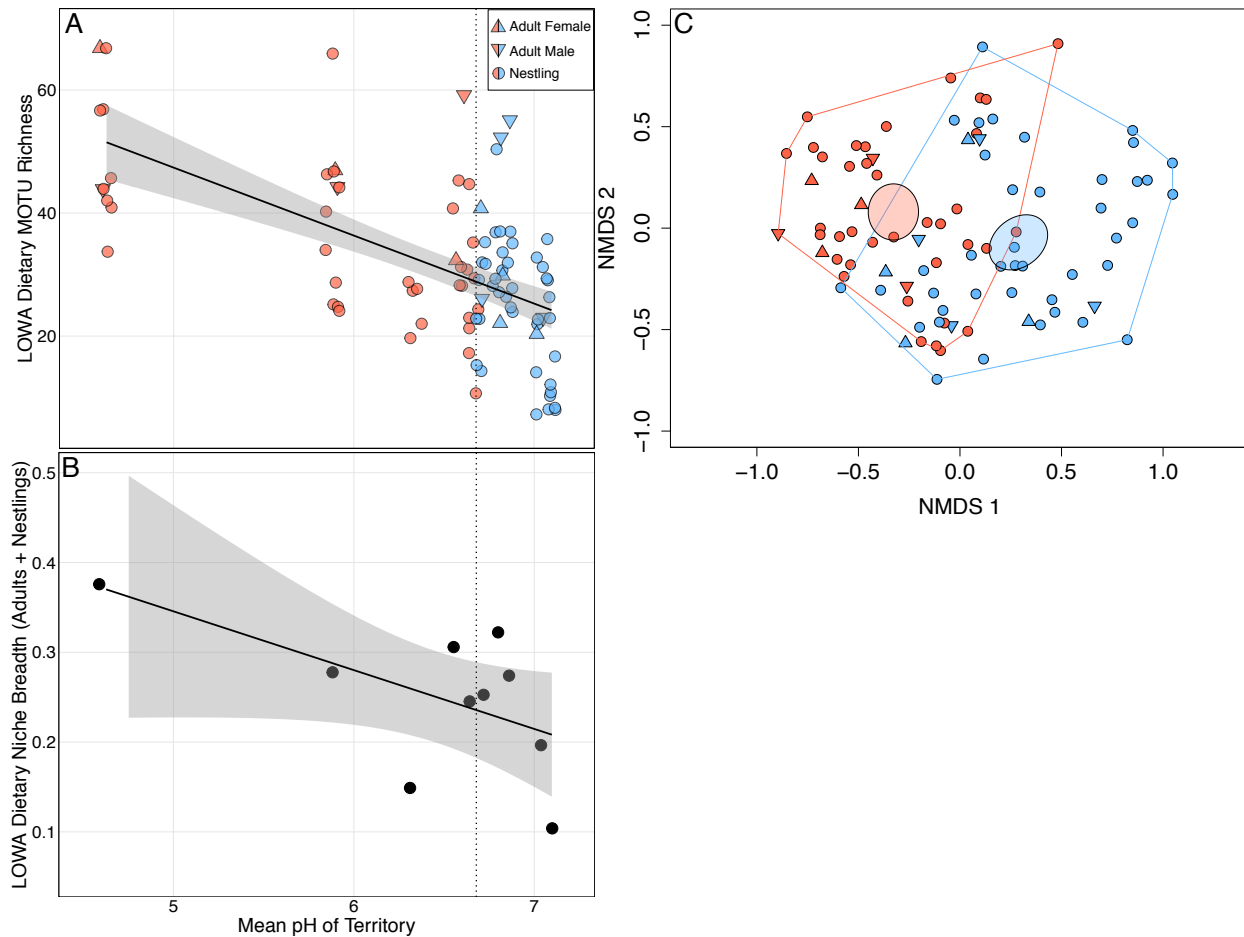 A
Adult Female
Adult Male
Nestling
LOWA Dietary MOTU Richness
60
40
20
B
LOWA Dietary Niche Breadth (Adults + Nestlings)
0.5
0.4
0.3
0.2
0.1
5 6 7
Mean pH of Territory
C
NMDS 2
1.0
0.5
0.0
−0.5
−1.0
−1.0 −0.5 0.0 0.5 1.0
NMDS 1